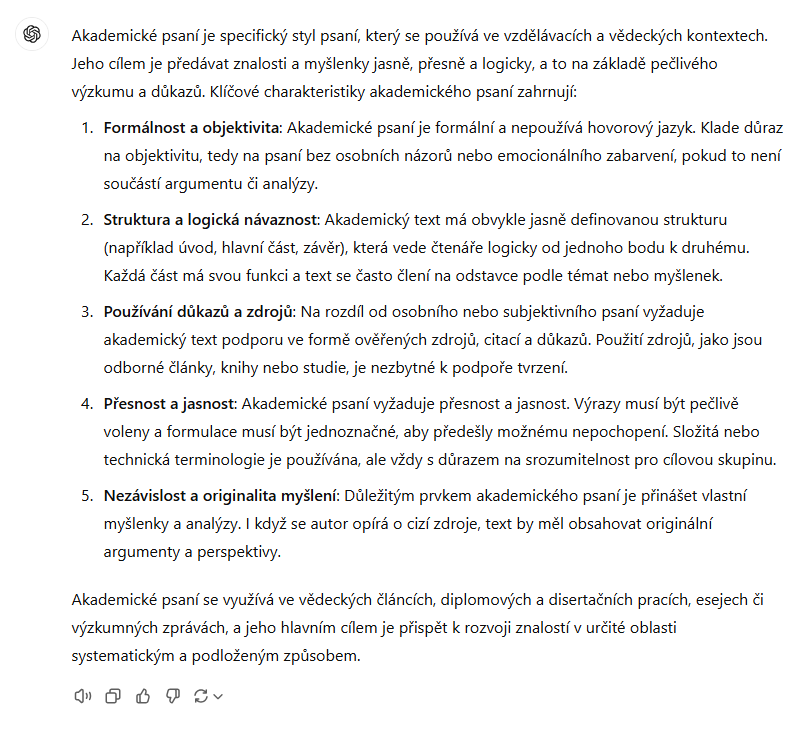 Akademické psaní je specifický styl psaní, který se používá ve vzdělávacích a vědeckých kontextech.
Jeho cílem je předávat znalosti a myšlenky jasně, přesně a logicky, a to na základě pečlivého
výzkumu a důkazů. Klíčové charakteristiky akademického psaní zahrnují:
1. Formálnost a objektivita: Akademické psaní je formální a nepoužívá hovorový jazyk. Klade důraz
na objektivitu, tedy na psaní bez osobních názorů nebo emocionálního zabarvení, pokud to není
součástí argumentu či analýzy.
2. Struktura a logická návaznost: Akademický text má obvykle jasně definovanou strukturu
(například úvod, hlavní část, závěr), která vede čtenáře logicky od jednoho bodu k druhému.
Každá část má svou funkci a text se často člení na odstavce podle témat nebo myšlenek.
3. Používání důkazů a zdrojů: Na rozdíl od osobního nebo subjektivního psaní vyžaduje
akademický text podporu ve formě ověřených zdrojů, citací a důkazů. Použití zdrojů, jako jsou
odborné články, knihy nebo studie, je nezbytné k podpoře tvrzení.
4. Přesnost a jasnost: Akademické psaní vyžaduje přesnost a jasnost. Výrazy musí být pečlivě
voleny a formulace musí být jednoznačné, aby předešly možnému nepochopení. Složitá nebo
technická terminologie je používána, ale vždy s důrazem na srozumitelnost pro cílovou skupinu.
5. Nezávislost a originalita myšlení: Důležitým prvkem akademického psaní je přinášet vlastní
myšlenky a analýzy. I když se autor opírá o cizí zdroje, text by měl obsahovat originální
argumenty a perspektivy.
Akademické psaní se využívá ve vědeckých článcích, diplomových a disertačních pracích, esejech či
výzkumných zprávách, a jeho hlavním cílem je přispět k rozvoji znalostí v určité oblasti
systematickým a podloženým způsobem.